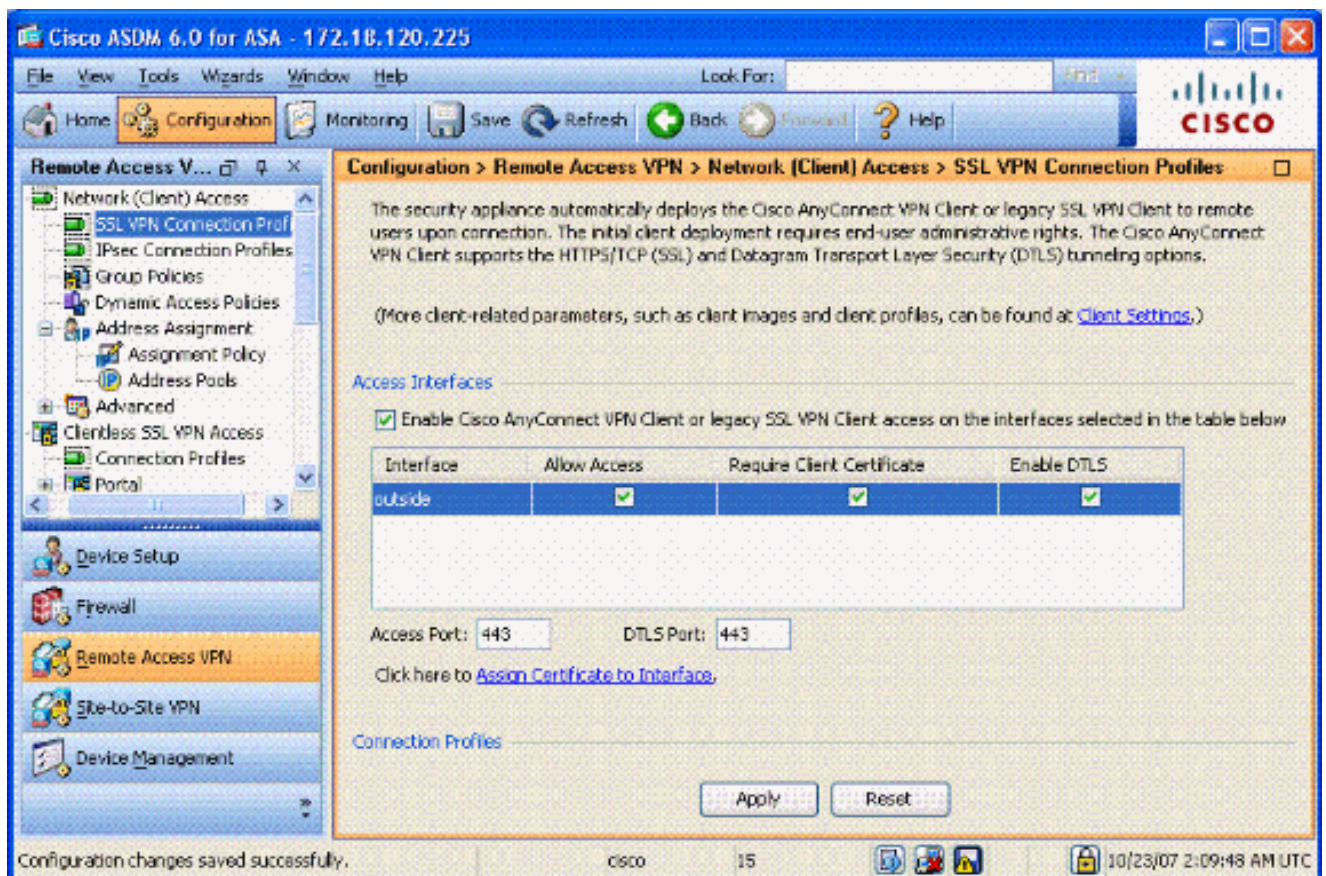 Cisco ASDM 6.0 for ASA - 172.18.120.225
File View Tools Wizards Window Help Look For: Find
Home Configuration Monitoring Save Refresh Back Forward Help
CISCO
Remote Access V...
Network (Client) Access
SSL VPN Connection Prof
IPsec Connection Profiles
Group Policies
Dynamic Access Policies
Address Assignment
Assignment Policy
Address Pools
Advanced
Clientless SSL VPN Access
Connection Profiles
Portal
Device Setup
Firewall
Remote Access VPN
Site-to-Site VPN
Device Management
Configuration > Remote Access VPN > Network (Client) Access > SSL VPN Connection Profiles
The security appliance automatically deploys the Cisco AnyConnect VPN Client or legacy SSL VPN Client to remote
users upon connection. The initial client deployment requires end-user administrative rights. The Cisco AnyConnect
VPN Client supports the HTTPS/TCP (SSL) and Datagram Transport Layer Security (DTLS) tunneling options.
(More client-related parameters, such as client images and client profiles, can be found at Client Settings.)
Access Interfaces
Enable Cisco AnyConnect VPN Client or legacy SSL VPN Client access on the interfaces selected in the table below
Interface Allow Access Require Client Certificate Enable DTLS
outside
Access Port: 443 DTLS Port: 443
Click here to Assign Certificate to Interface.
Connection Profiles
Apply Reset
Configuration changes saved successfully. cisco 15 10/23/07 2:09:48 AM UTC